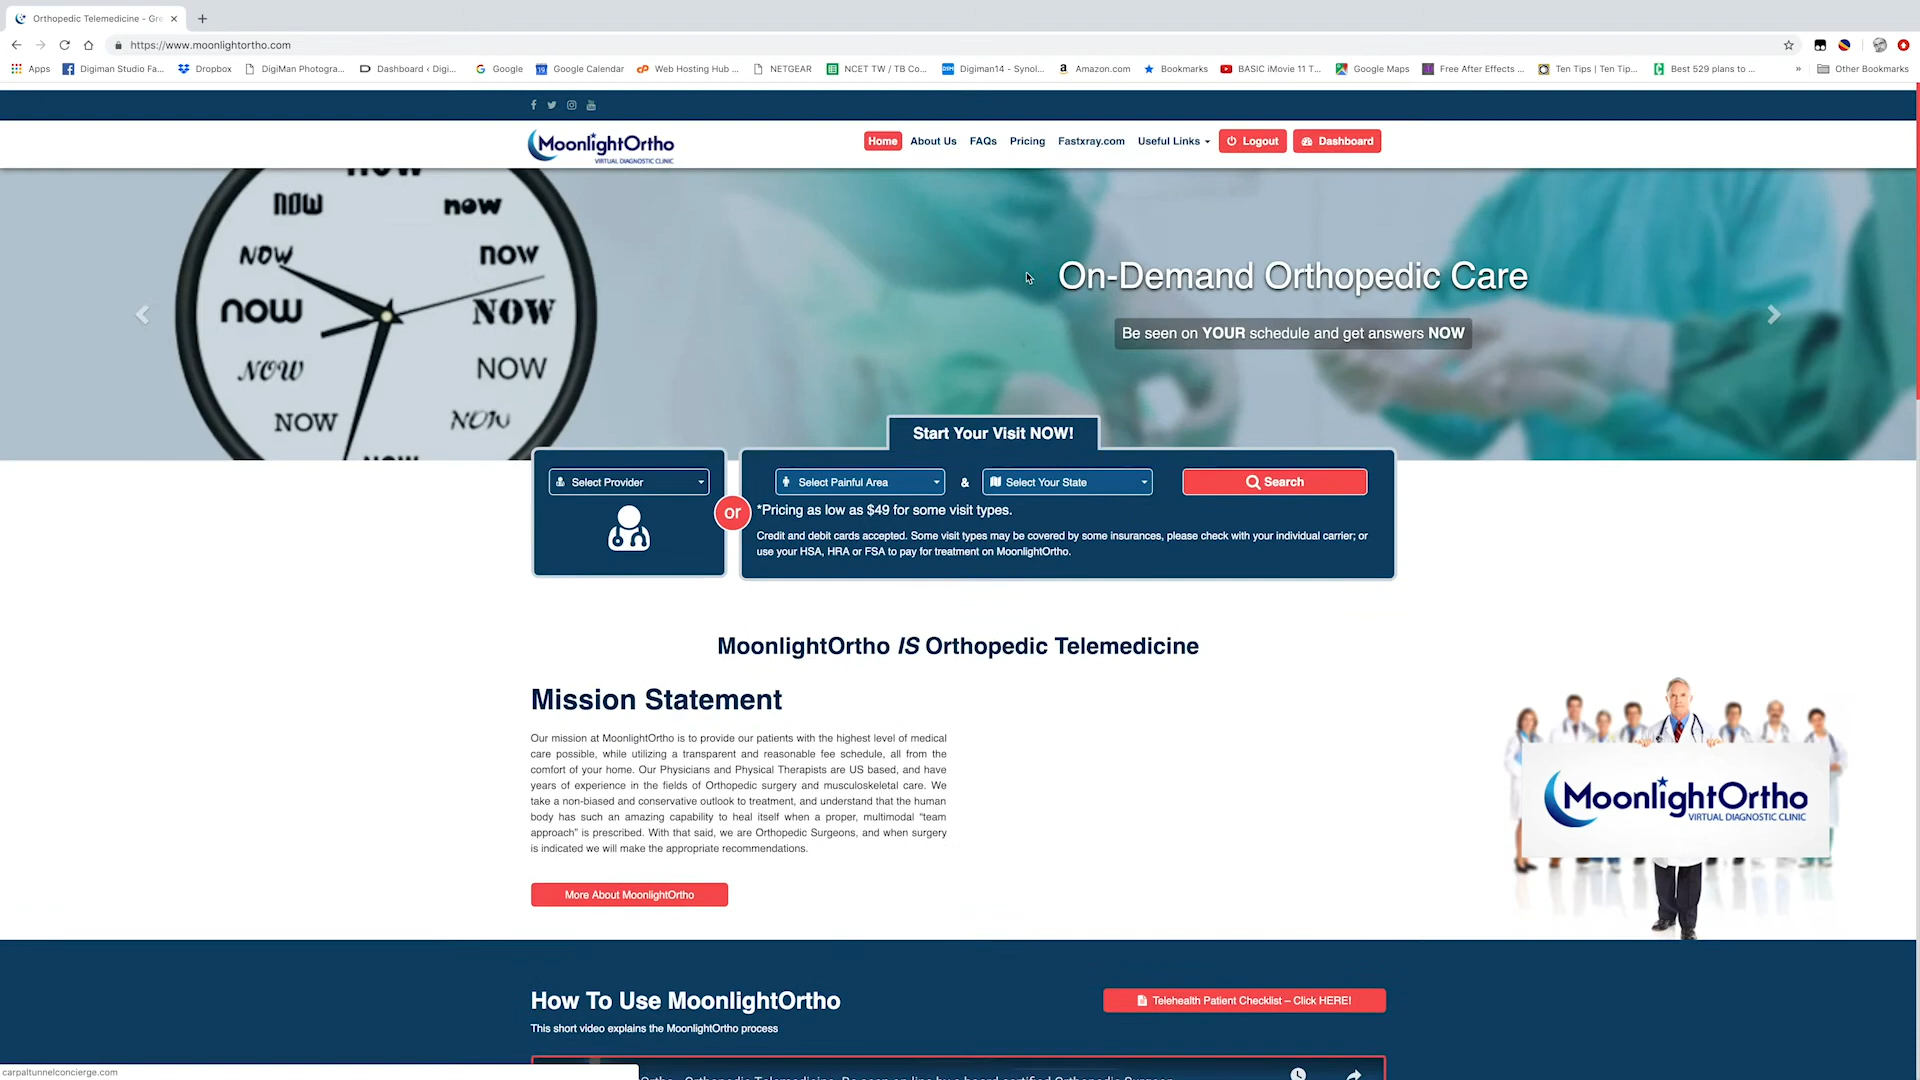 Orthopedic Telemedicine - Gre
https://www.moonlightortho.com
Apps
Digiman Studio Fa...
Dropbox
DigiMan Photogra...
Dashboard ‹ Digi...
Google
Google Calendar
Web Hosting Hub ...
NETGEAR
NCET TW / TB Co...
Digiman14 - Synol...
Amazon.com
Bookmarks
BASIC iMovie 11 T...
Google Maps
Free After Effects ...
Ten Tips | Ten Tip...
Best 529 plans to ...
»
Other Bookmarks
MoonlightOrtho
VIRTUAL DIAGNOSTIC CLINIC
Home
About Us
FAQs
Pricing
Fastxray.com
Useful Links
Logout
Dashboard
now
now now
NOW now
now NOW
NOW NOW
NOW NOW
NOW
On-Demand Orthopedic Care
Be seen on YOUR schedule and get answers NOW
Start Your Visit NOW!
Select Provider
or
Select Painful Area
&
Select Your State
Search
*Pricing as low as $49 for some visit types.
Credit and debit cards accepted. Some visit types may be covered by some insurances, please check with your individual carrier; or
use your HSA, HRA or FSA to pay for treatment on MoonlightOrtho.
MoonlightOrtho IS Orthopedic Telemedicine
Mission Statement
Our mission at MoonlightOrtho is to provide our patients with the highest level of medical
care possible, while utilizing a transparent and reasonable fee schedule, all from the
comfort of your home. Our Physicians and Physical Therapists are US based, and have
years of experience in the fields of Orthopedic surgery and musculoskeletal care. We
take a non-biased and conservative outlook to treatment, and understand that the human
body has such an amazing capability to heal itself when a proper, multimodal “team
approach” is prescribed. With that said, we are Orthopedic Surgeons, and when surgery
is indicated we will make the appropriate recommendations.
More About MoonlightOrtho
MoonlightOrtho
VIRTUAL DIAGNOSTIC CLINIC
How To Use MoonlightOrtho
This short video explains the MoonlightOrtho process
Telehealth Patient Checklist – Click HERE!
Ortho - Orthopedic Telemedicine. Be seen on-line by a board certified Orthopedic Surgeon
carpaltunnelconcierge.com